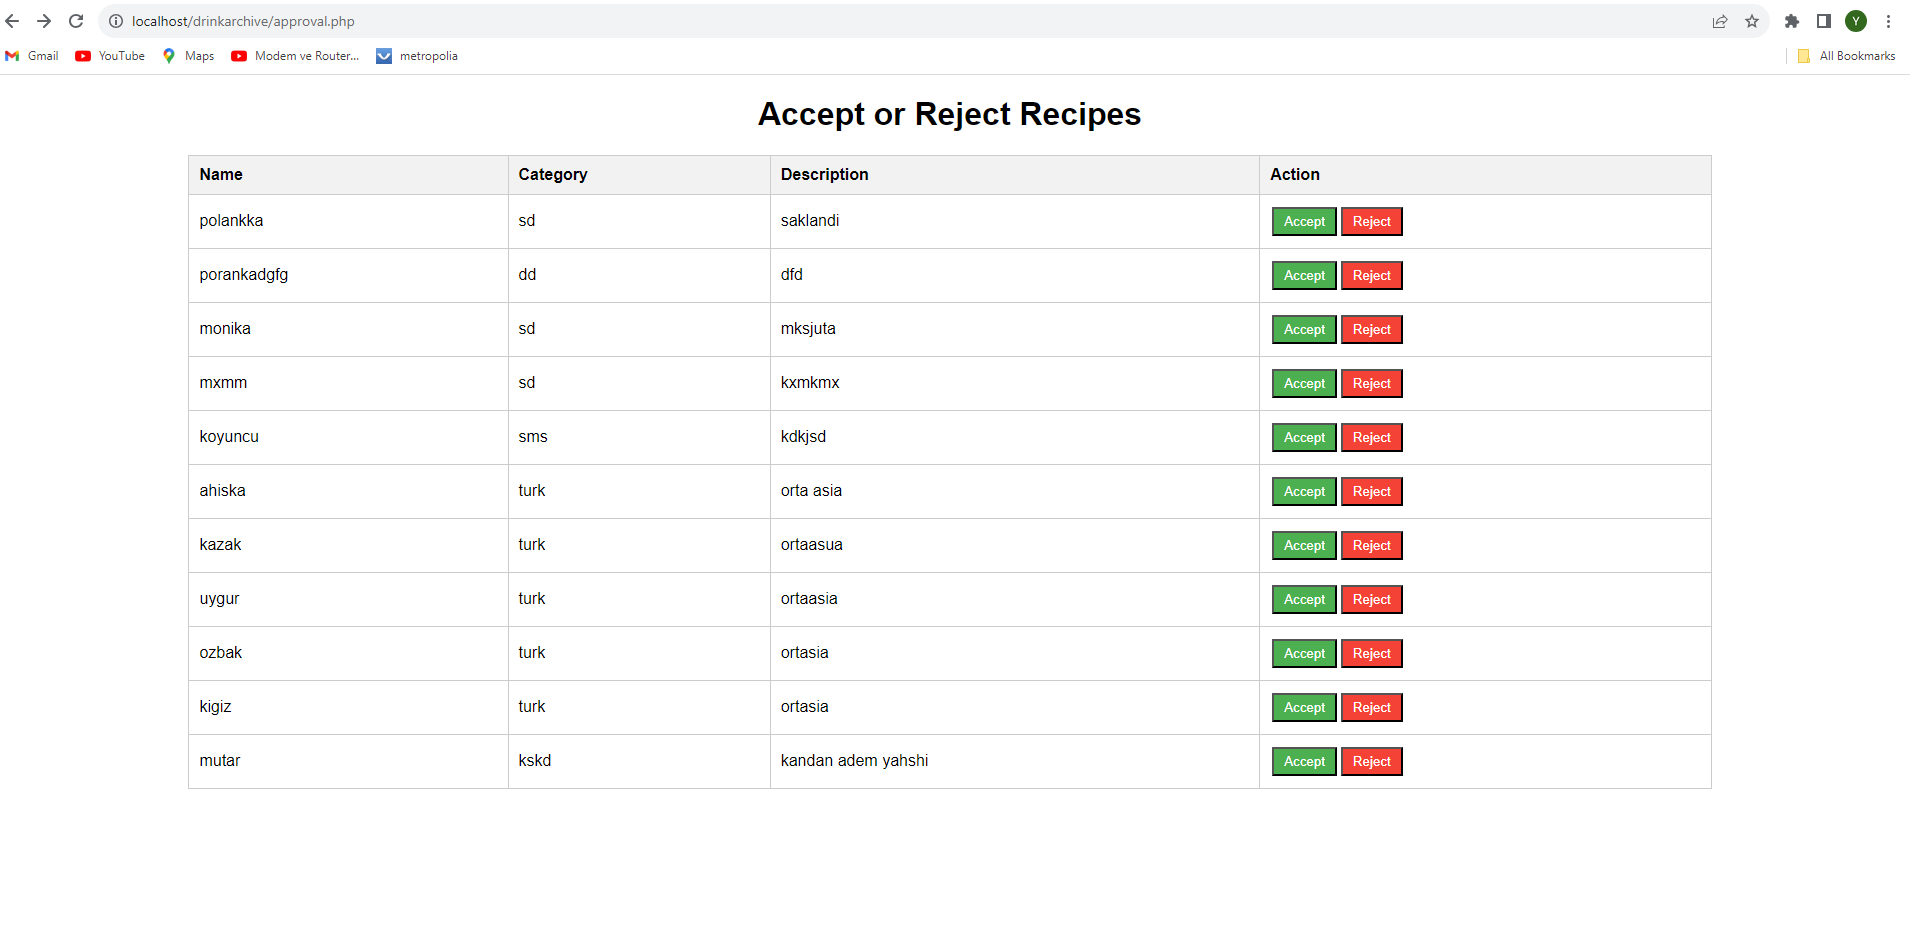 localhost/drinkarchive/approval.php
Y
Gmail YouTube Maps Modem ve Router... metropolia All Bookmarks
Accept or Reject Recipes
Name Category Description Action
polankka sd saklandi Accept Reject
porankadgfg dd dfd Accept Reject
monika sd mksjuta Accept Reject
mxmm sd kxmkmx Accept Reject
koyuncu sms kdkjsd Accept Reject
ahiska turk orta asia Accept Reject
kazak turk ortaasua Accept Reject
uygur turk ortaasia Accept Reject
ozbak turk ortasia Accept Reject
kigiz turk ortasia Accept Reject
mutar kskd kandan adem yahshi Accept Reject